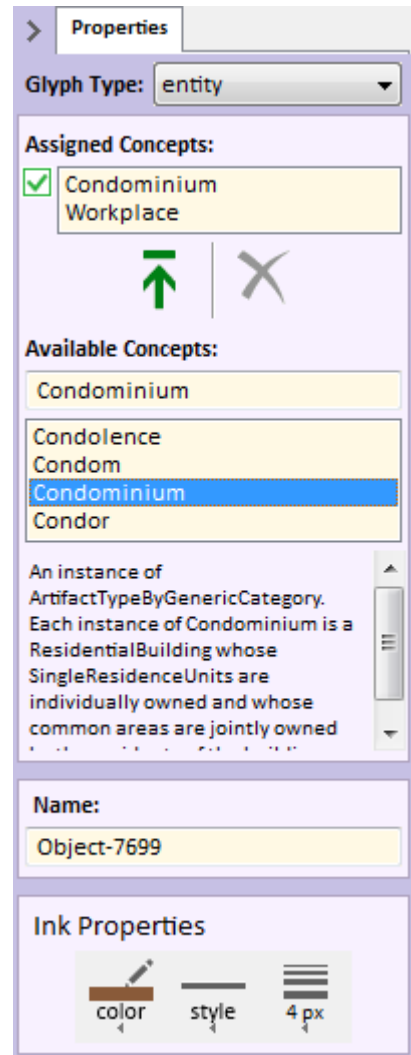 Properties
Glyph Type: entity
Assigned Concepts:
Condominium
Workplace
Available Concepts:
Condominium
Condolence
Condom
Condominium
Condor
An instance of
ArtifactTypeByGenericCategory.
Each instance of Condominium is a
ResidentialBuilding whose
SingleResidenceUnits are
individually owned and whose
common areas are jointly owned
Name:
Object-7699
Ink Properties
color style 4 px